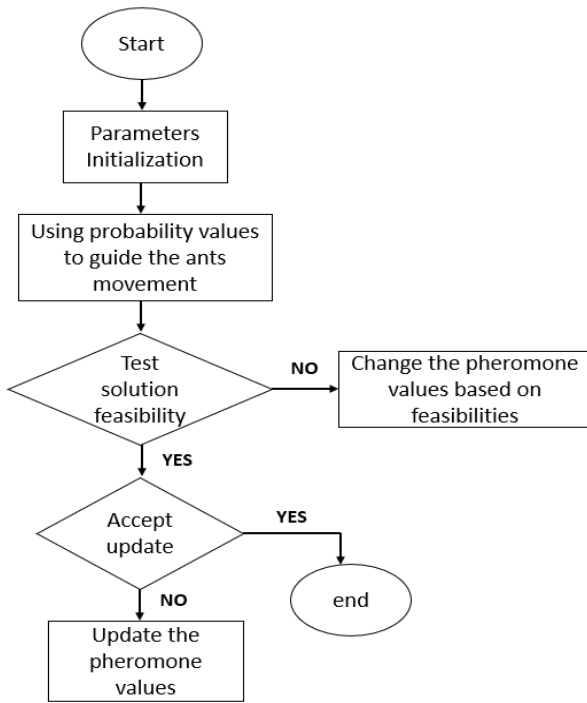 Start
Parameters
Initialization
Using probability values
to guide the ants
movement
Test
solution
feasibility
NO
Change the pheromone
values based on
feasibilities
YES
Accept
update
YES
end
NO
Update the
pheromone
values